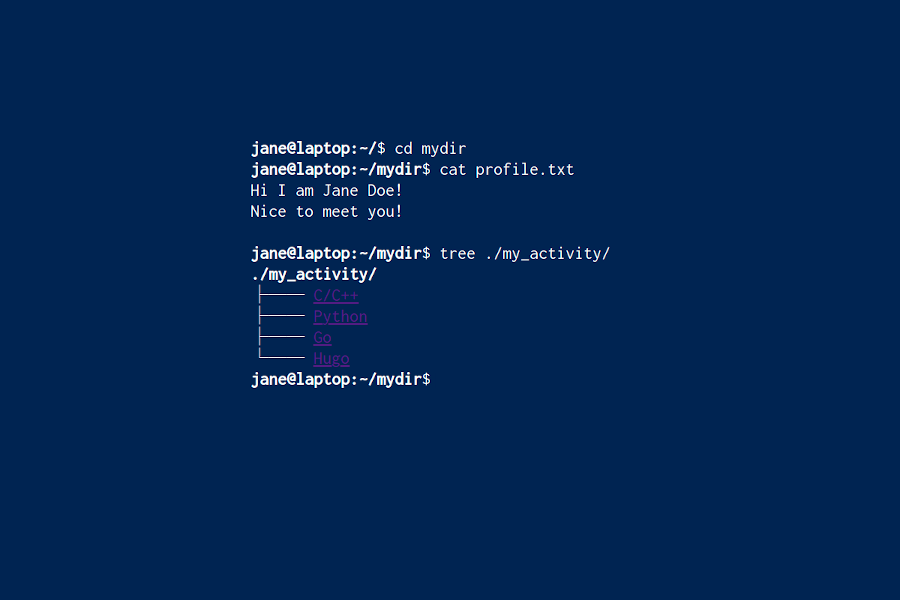 jane@laptop:~/$ cd mydir
jane@laptop:~/mydir$ cat profile.txt
Hi I am Jane Doe!
Nice to meet you!
jane@laptop:~/mydir$ tree ./my_activity/
./my_activity/
├──── C/C++
├──── Python
├──── Go
└──── Hugo
jane@laptop:~/mydir$